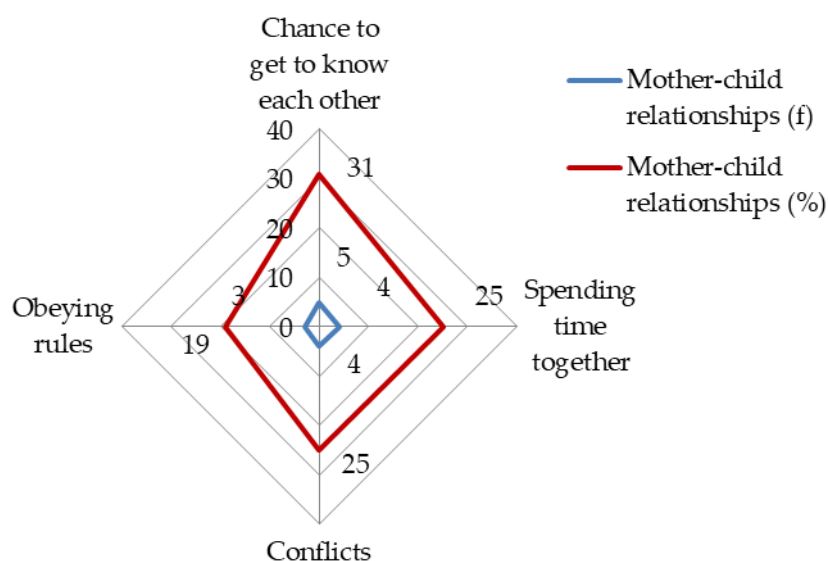 Chance to
get to know
each other
Mother-child
relationships (f)
Mother-child
relationships (%)
40
31
30
20
5
10
4
25
Spending
time
together
Obeying
rules
3
0
19
4
25
Conflicts